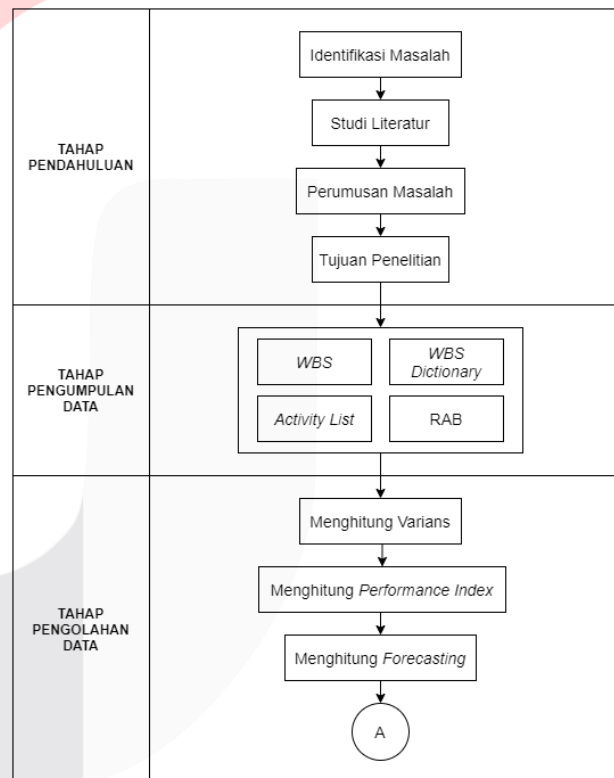 TAHAP
PENDAHULUAN
Identifikasi Masalah
Studi Literatur
Perumusan Masalah
Tujuan Penelitian
TAHAP
PENGUMPULAN
DATA
WBS
WBS
Dictionary
Activity List
RAB
TAHAP
PENGOLAHAN
DATA
Menghitung Varians
Menghitung Performance Index
Menghitung Forecasting
A